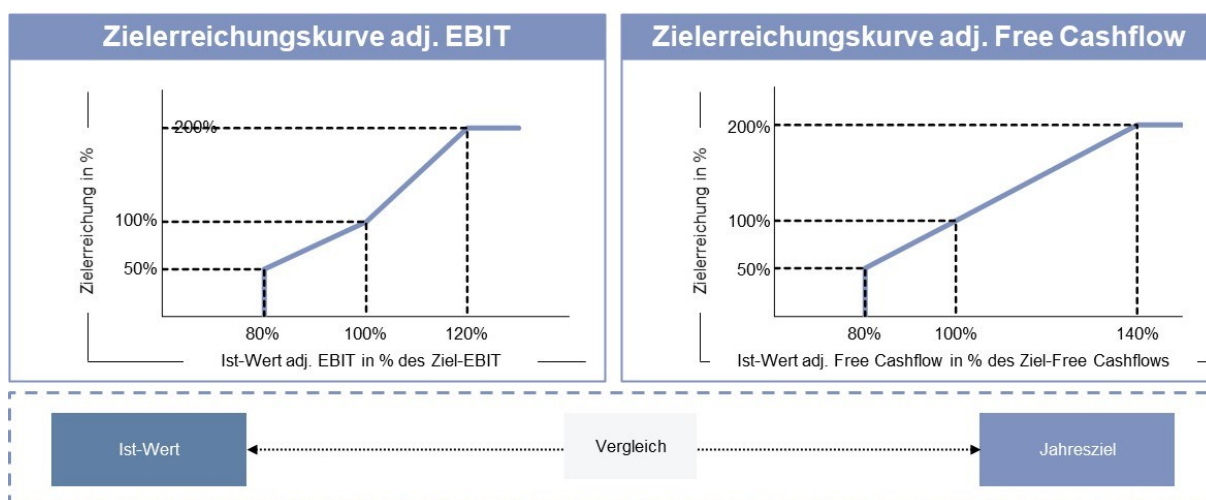 Zielerreichungskurve adj. EBIT
200%
100%
50%
Zielerreichung in %
80%
100%
120%
Ist-Wert adj. EBIT in % des Ziel-EBIT
Zielerreichungskurve adj. Free Cashflow
200%
100%
50%
Zielerreichung in %
80%
100%
140%
Ist-Wert adj. Free Cashflow in % des Ziel-Free Cashflows
Ist-Wert
Vergleich
Jahresziel